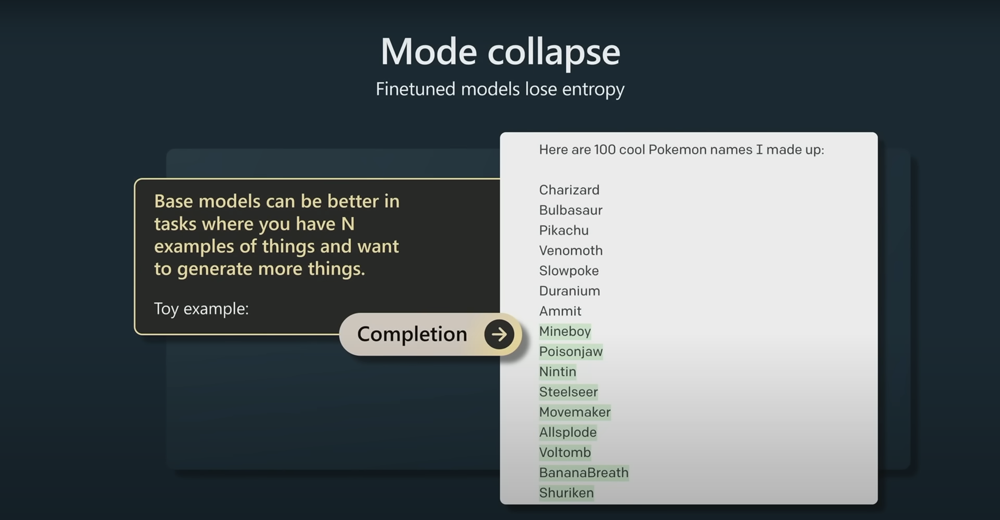 Mode collapse
Finetuned models lose entropy
Base models can be better in
tasks where you have N
examples of things and want
to generate more things.
Toy example:
Completion
Here are 100 cool Pokemon names I made up:
Charizard
Bulbasaur
Pikachu
Venomoth
Slowpoke
Duranium
Ammit
Mineboy
Poisonjaw
Nintin
Steelseer
Movemaker
Allsplode
Voltomb
BananaBreath
Shuriken